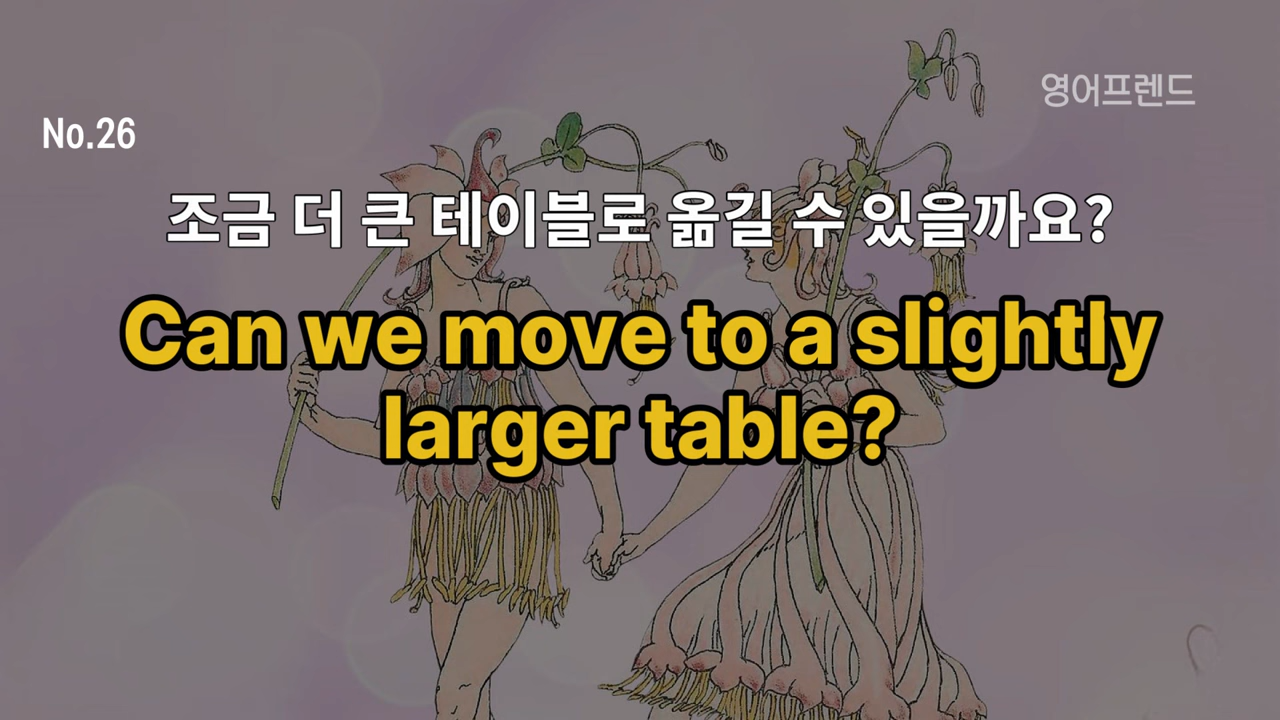 영어프렌드
No.26
조금 더 큰 테이블로 옮길 수 있을까요?
Can we move to a slightly
larger table?